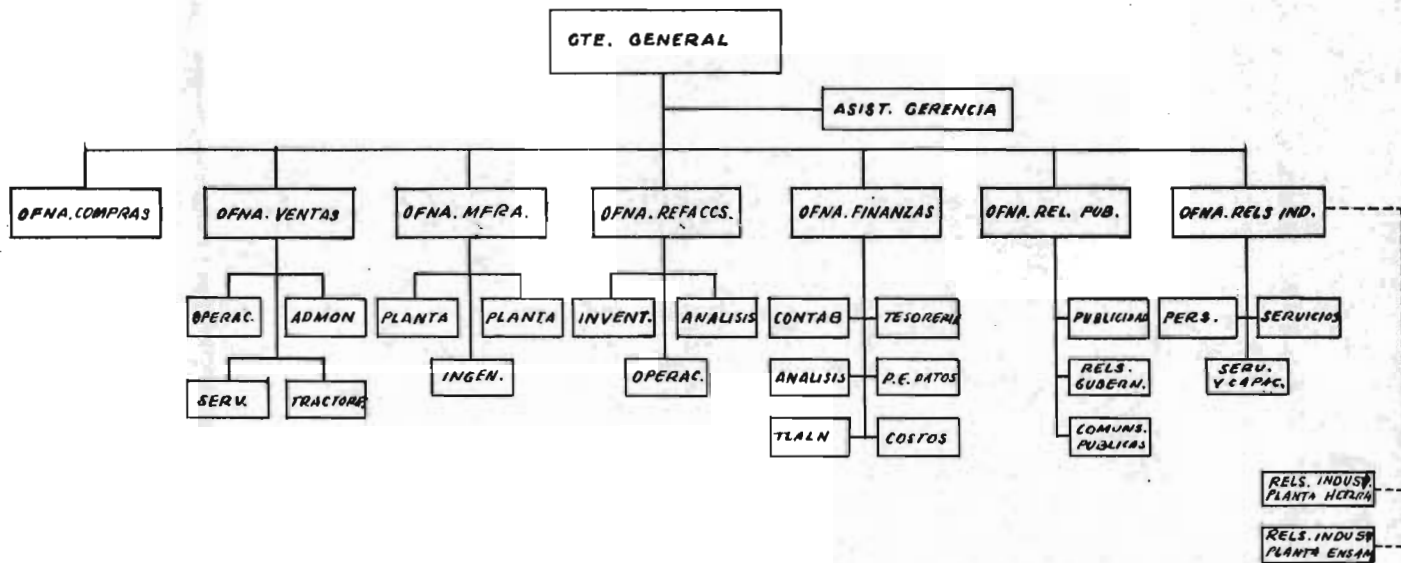 GTE. GENERAL
ASIST. GERENCIA
OFNA. COMPRAS
OFNA. VENTAS
OFNA. MFRA.
OFNA. REFACCS.
OFNA. FINANZAS
OFNA. REL. PUB.
OFNA. RELS IND.
OPERAC.
ADMON
PLANTA
PLANTA
INVENT.
ANALISIS
CONTAB
TESORERIA
PUBLICIDAD
PERS.
SERVICIOS
SERV.
TRACTORES
INGEN.
OPERAC.
ANALISIS
P.E. DATOS
RELS.
GUBERN.
SERV.
Y CAPAC.
TLALN
COSTOS
COMUNS.
PUBLICAS
RELS. INDUST.
PLANTA HERRA
RELS. INDUST
PLANTA ENSAM